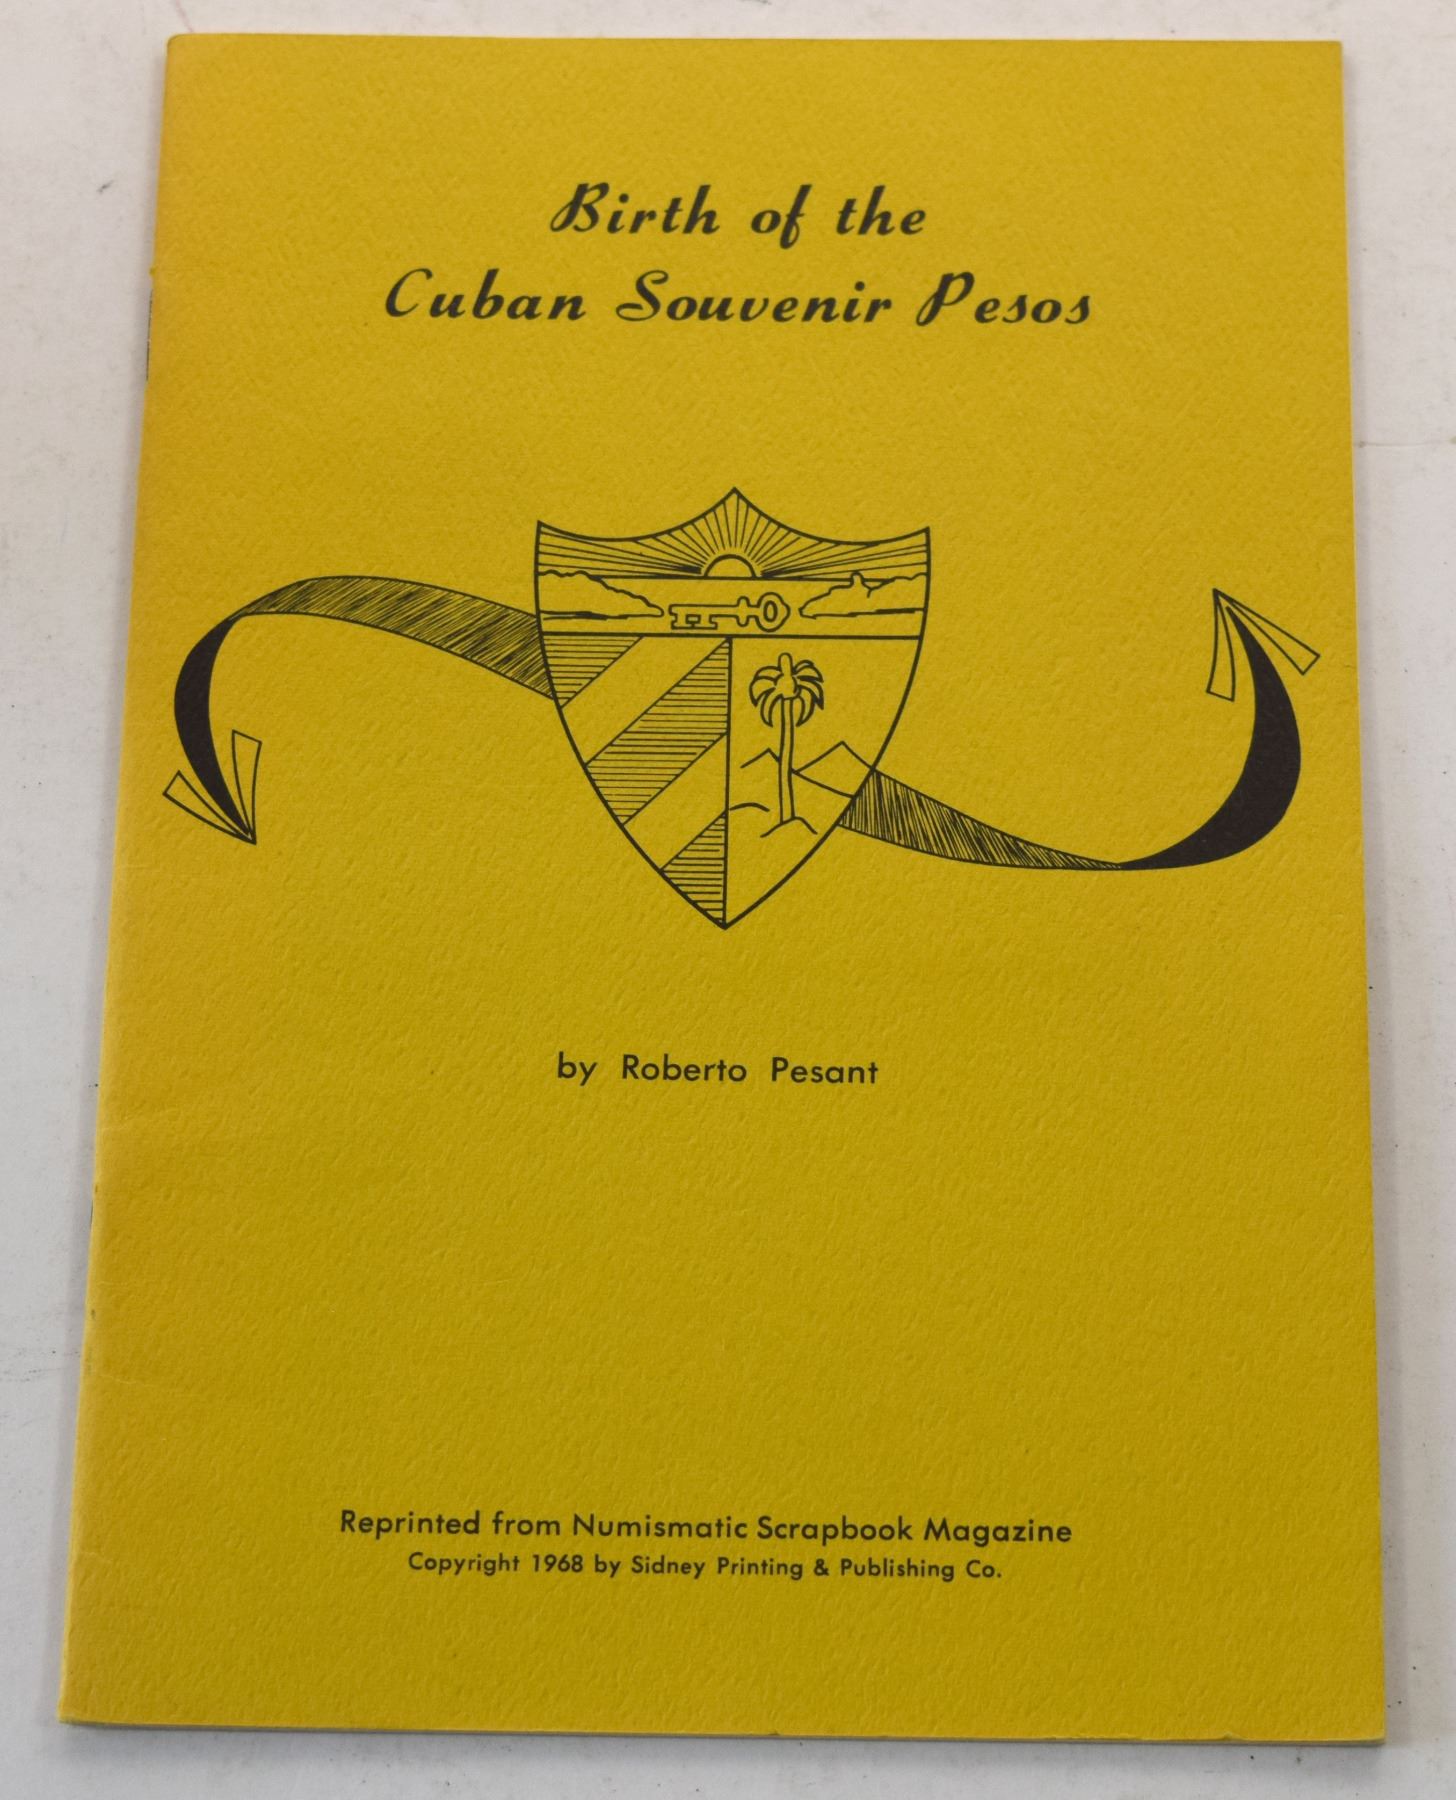 Birth of the
Cuban Souvenir Pesos
by Roberto Pesant
Reprinted from Numismatic Scrapbook Magazine
Copyright 1968 by Sidney Printing & Publishing Co.